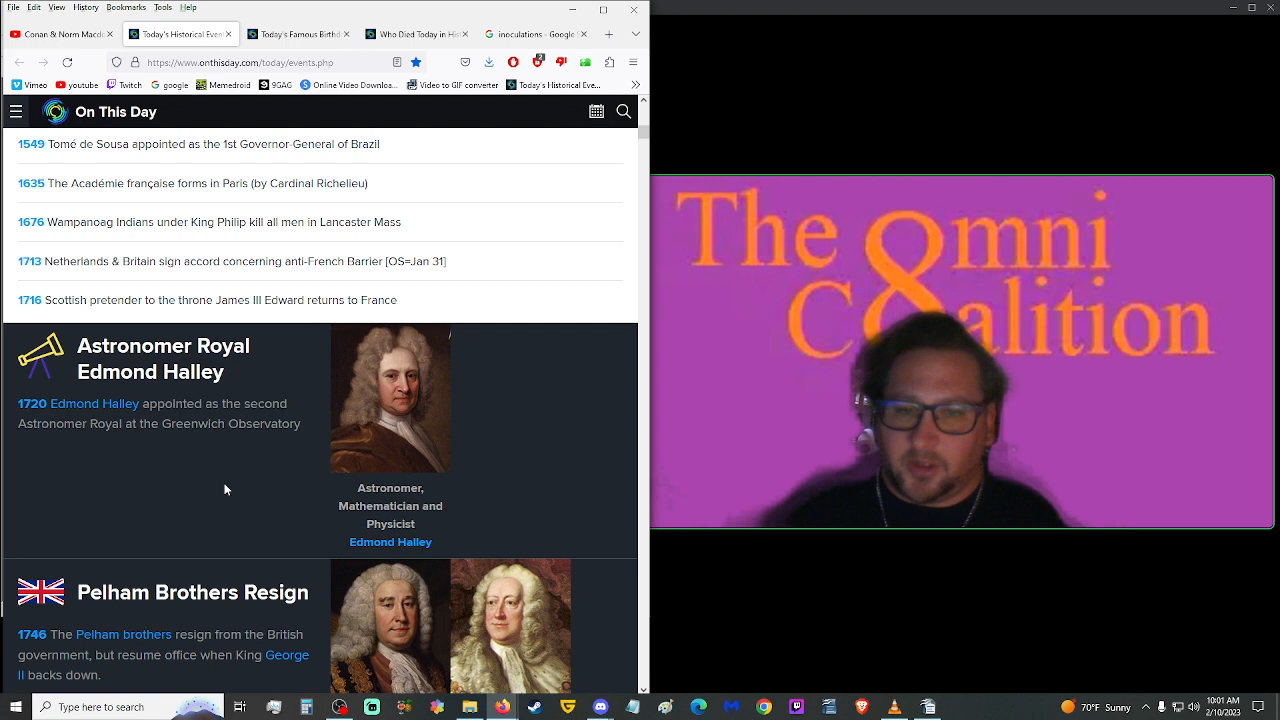 File Edit View History Bookmarks Tools Help
Conan & Norm Macdo
Today's Historical Event
Today's Famous Birthda
Who Died Today in Hist
inoculations - Google S
https://www.onthisday.com/today/events.php
2
Vimeo youtube Twitch google Memedroid 9GAG Online Video Downloa... Video to GIF converter Today's Historical Eve...
On This Day
1549 Tomé de Sousa appointed as the 1st Governor-General of Brazil
1635 The Académie française forms in Paris (by Cardinal Richelieu)
1676 Wampanoag Indians under King Philip kill all men in Lancaster Mass
1713 Netherlands & Britain sign accord concerning anti-French Barrier [OS=Jan 31]
1716 Scottish pretender to the throne James III Edward returns to France
Astronomer Royal
Edmond Halley
1720 Edmond Halley appointed as the second
Astronomer Royal at the Greenwich Observatory
Astronomer,
Mathematician and
Physicist
Edmond Halley
Pelham Brothers Resign
1746 The Pelham brothers resign from the British
government, but resume office when King George
II backs down.
The Omni
Coalition
Type here to search
70°F Sunny
10:01 AM
2/10/2023